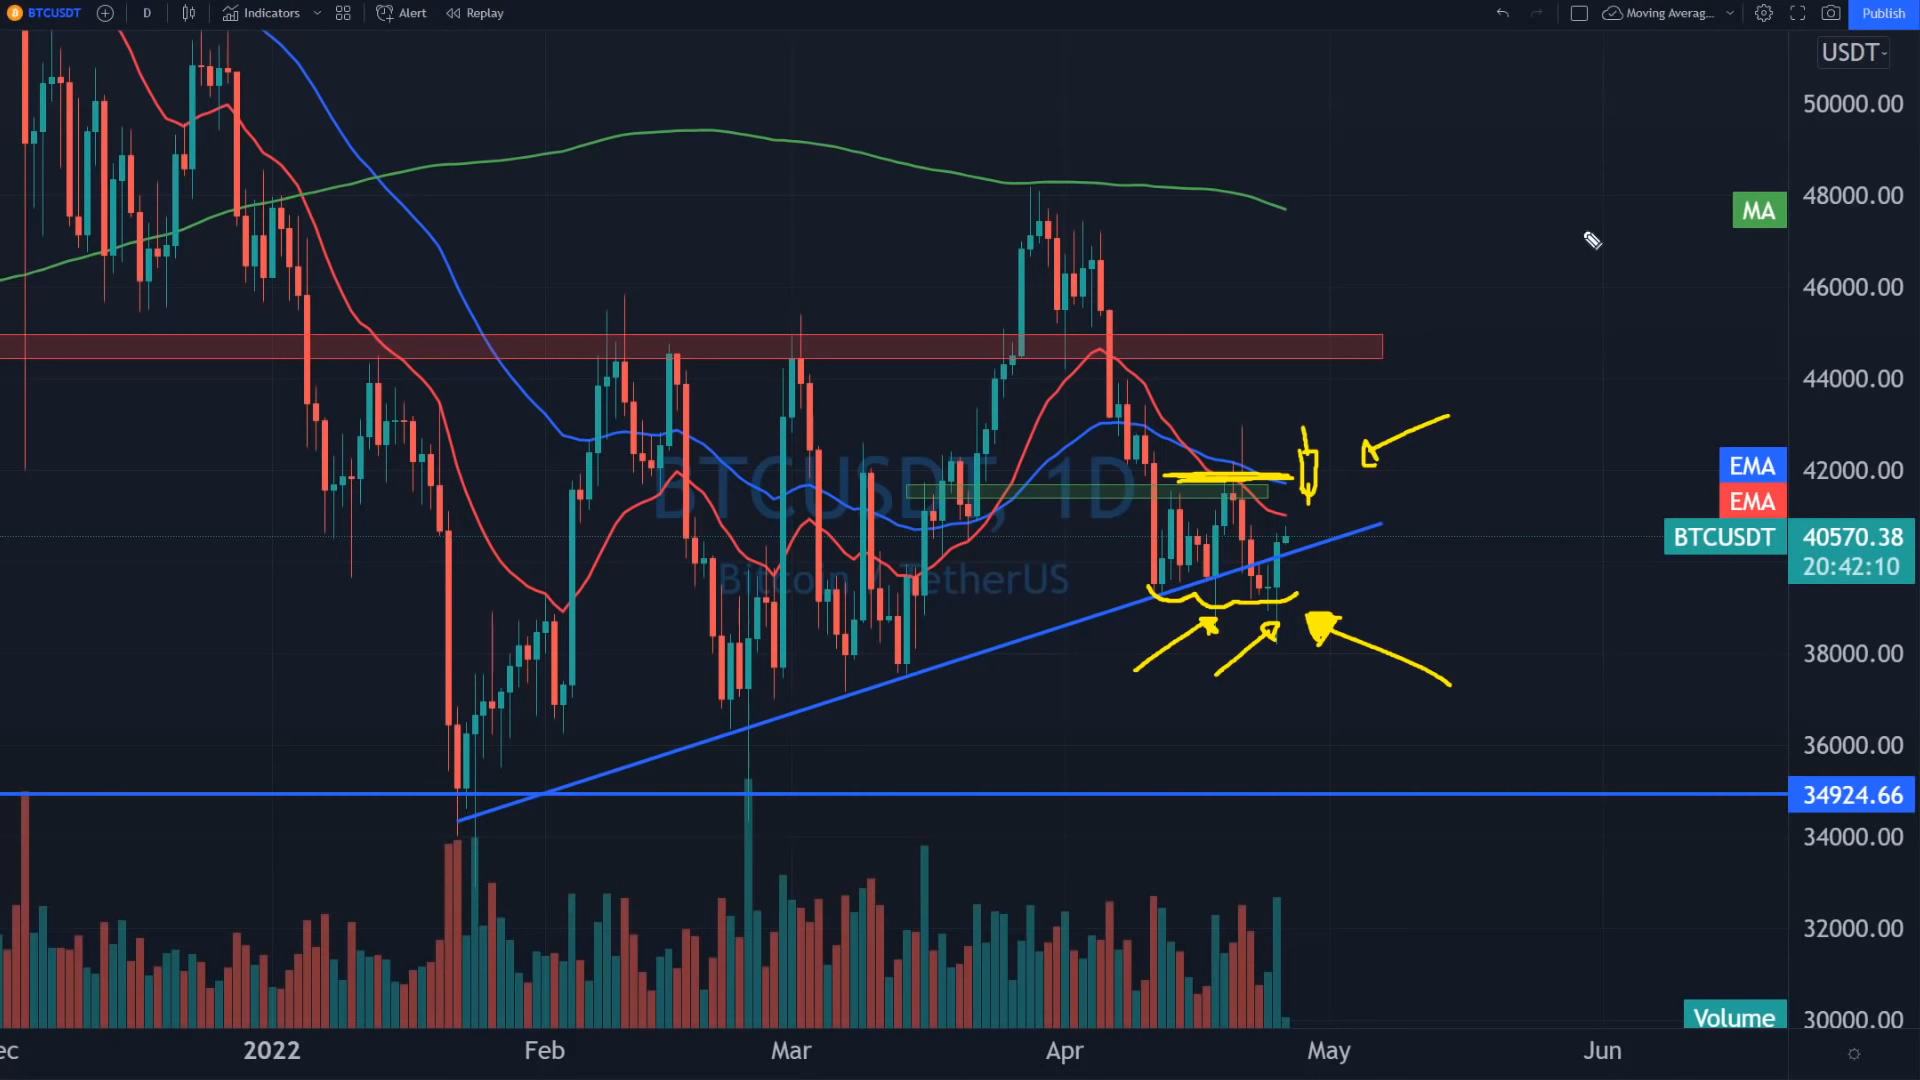 BTCUSDT D Indicators Alert Replay Moving Averag... Publish
USDT
50000.00
MA 48000.00
46000.00
44000.00
EMA 42000.00
EMA
BTCUSDT, 1D
BTCUSDT 40570.38
20:42:10
Bitcoin / TetherUS
38000.00
36000.00
34924.66
34000.00
32000.00
Volume 30000.00
ec 2022 Feb Mar Apr May Jun